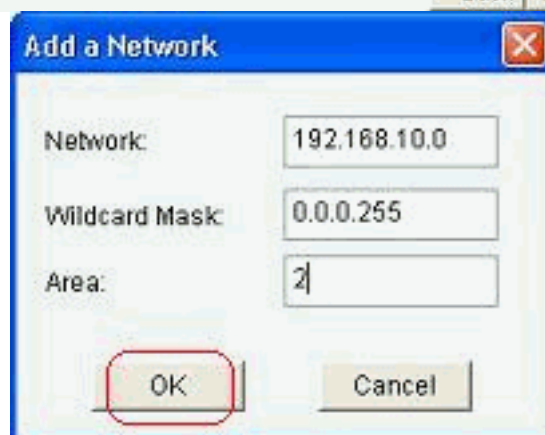 Add a Network
Network: 192.168.10.0
Wildcard Mask: 0.0.0.255
Area: 2
OK Cancel